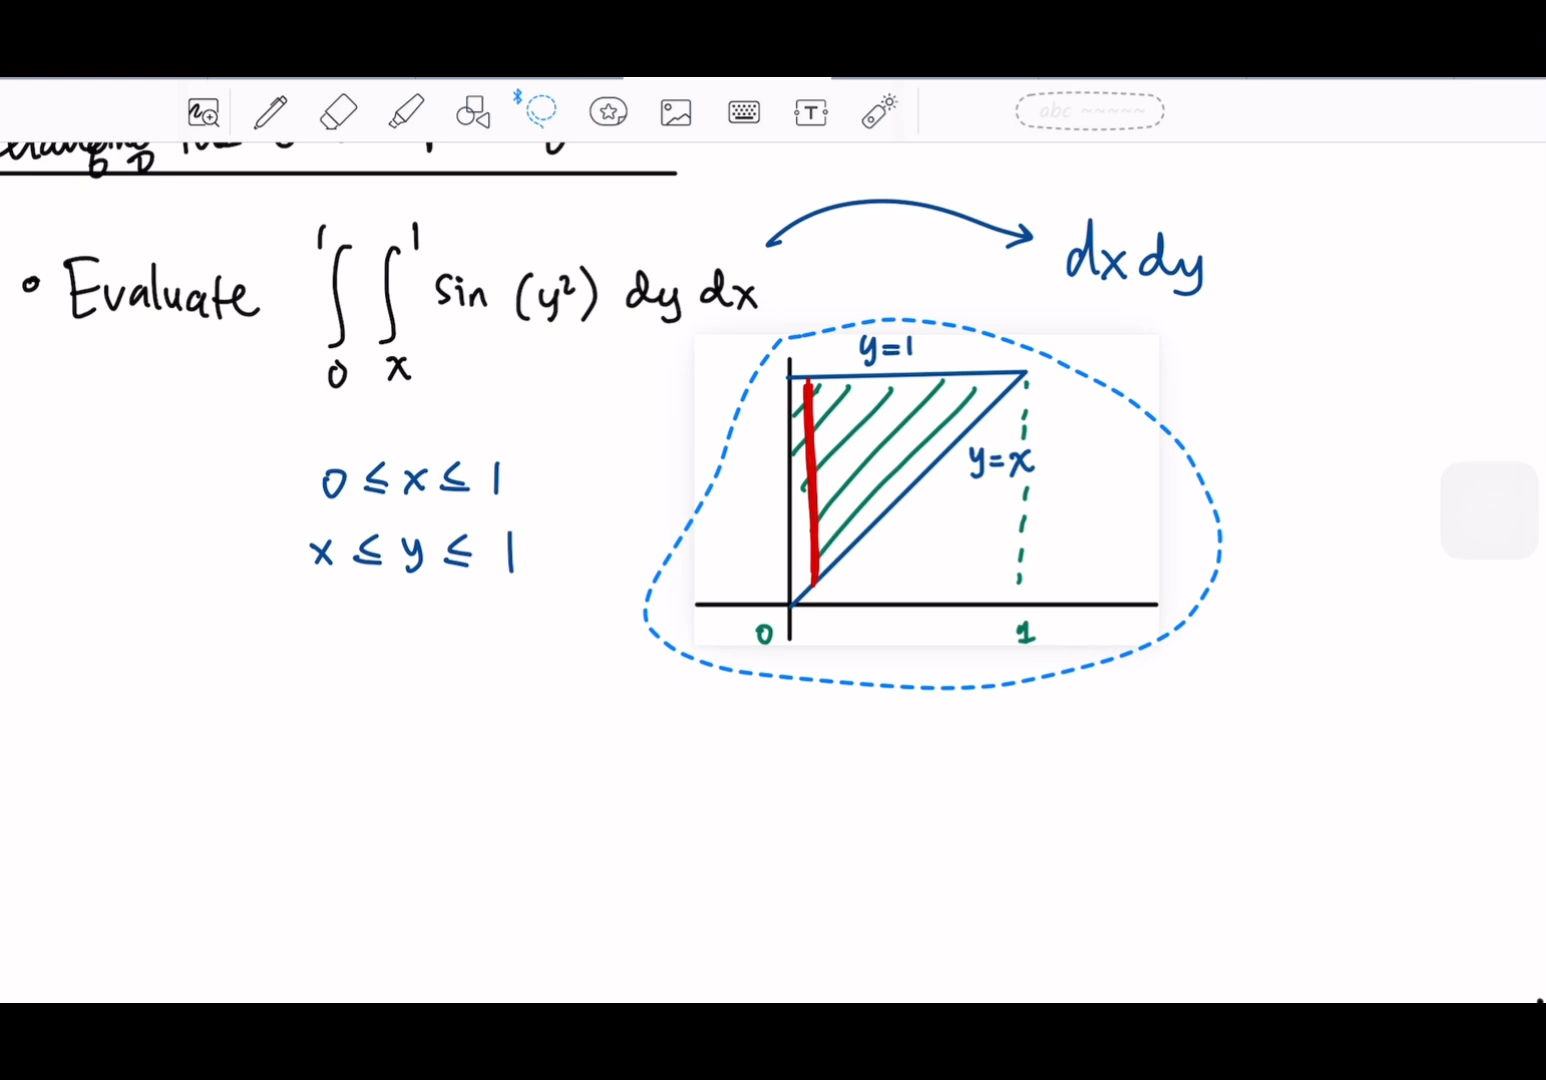 • Evaluate ∫₀¹ ∫ₓ¹ sin (y²) dy dx
dx dy
y=1
0 ≤ x ≤ 1
y=x
x ≤ y ≤ 1
0 1